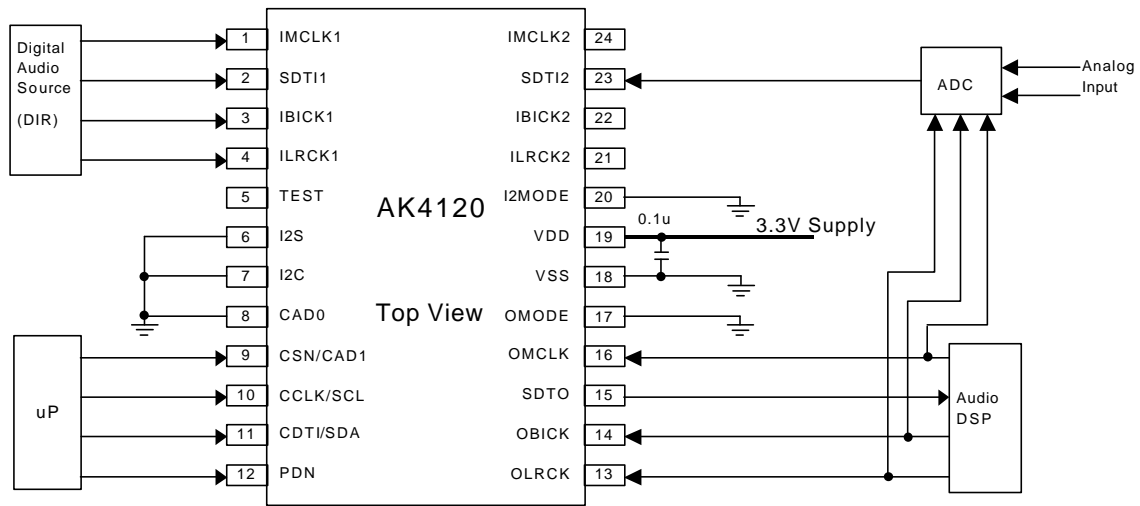 Digital
Audio
Source
(DIR)
1 IMCLK1
2 SDTI1
3 IBICK1
4 ILRCK1
5 TEST
6 I2S
7 I2C
8 CAD0
9 CSN/CAD1
10 CCLK/SCL
11 CDTI/SDA
12 PDN
uP
AK4120
Top View
IMCLK2 24
SDTI2 23
IBICK2 22
ILRCK2 21
I2MODE 20
VDD 19
VSS 18
OMODE 17
OMCLK 16
SDTO 15
OBICK 14
OLRCK 13
0.1u
3.3V Supply
ADC
Analog
Input
Audio
DSP